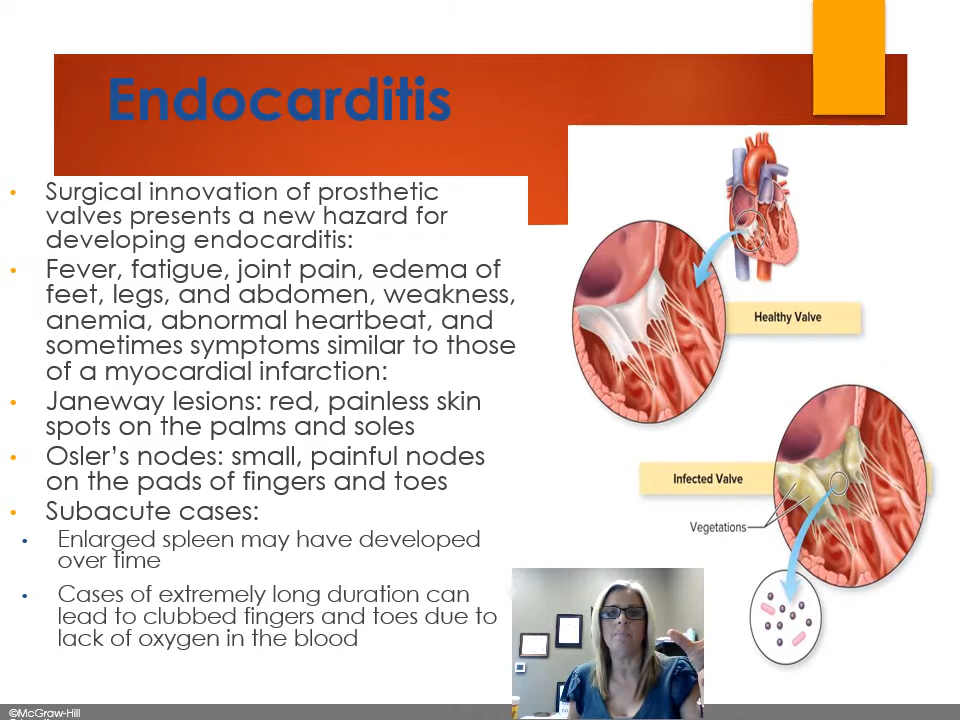 Endocarditis
• Surgical innovation of prosthetic
valves presents a new hazard for
developing endocarditis:
• Fever, fatigue, joint pain, edema of
feet, legs, and abdomen, weakness,
anemia, abnormal heartbeat, and
sometimes symptoms similar to those
of a myocardial infarction:
• Janeway lesions: red, painless skin
spots on the palms and soles
• Osler’s nodes: small, painful nodes
on the pads of fingers and toes
• Subacute cases:
• Enlarged spleen may have developed
over time
• Cases of extremely long duration can
lead to clubbed fingers and toes due to
lack of oxygen in the blood
Healthy Valve
Infected Valve
Vegetations
©McGraw-Hill